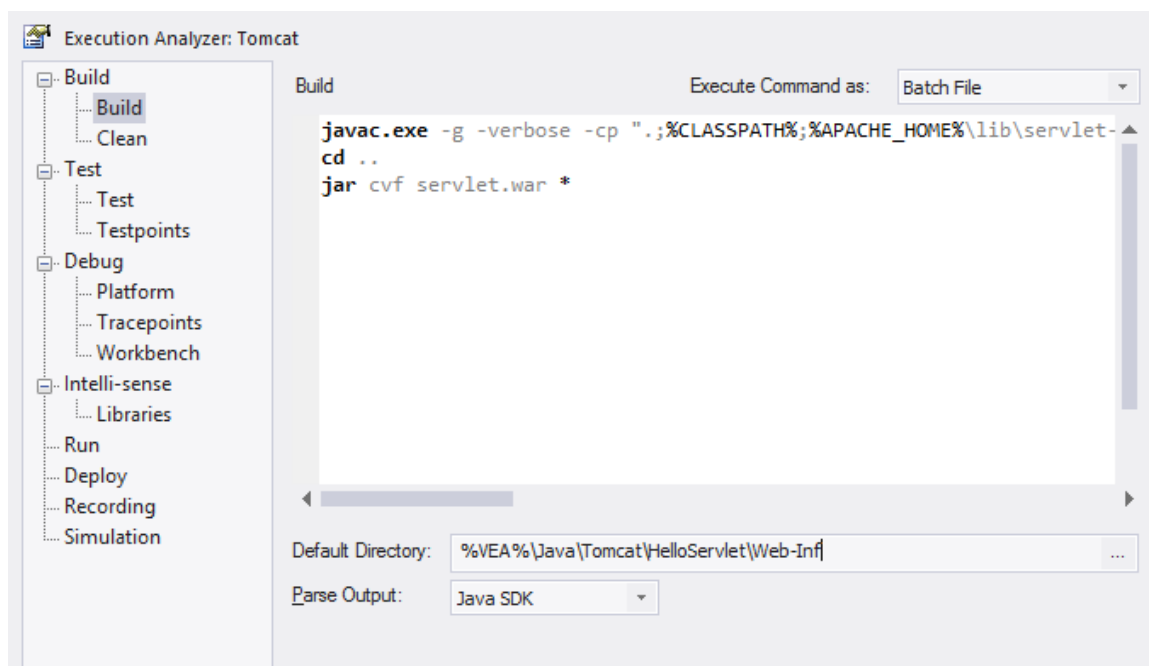 Execution Analyzer: Tomcat
Build
Build
Clean
Test
Test
Testpoints
Debug
Platform
Tracepoints
Workbench
Intelli-sense
Libraries
Run
Deploy
Recording
Simulation
Build Execute Command as: Batch File
javac.exe -g -verbose -cp ".;%CLASSPATH%;%APACHE_HOME%\lib\servlet-
cd ..
jar cvf servlet.war *
Default Directory: %VEA%\Java\Tomcat\HelloServlet\Web-Inf ...
Parse Output: Java SDK